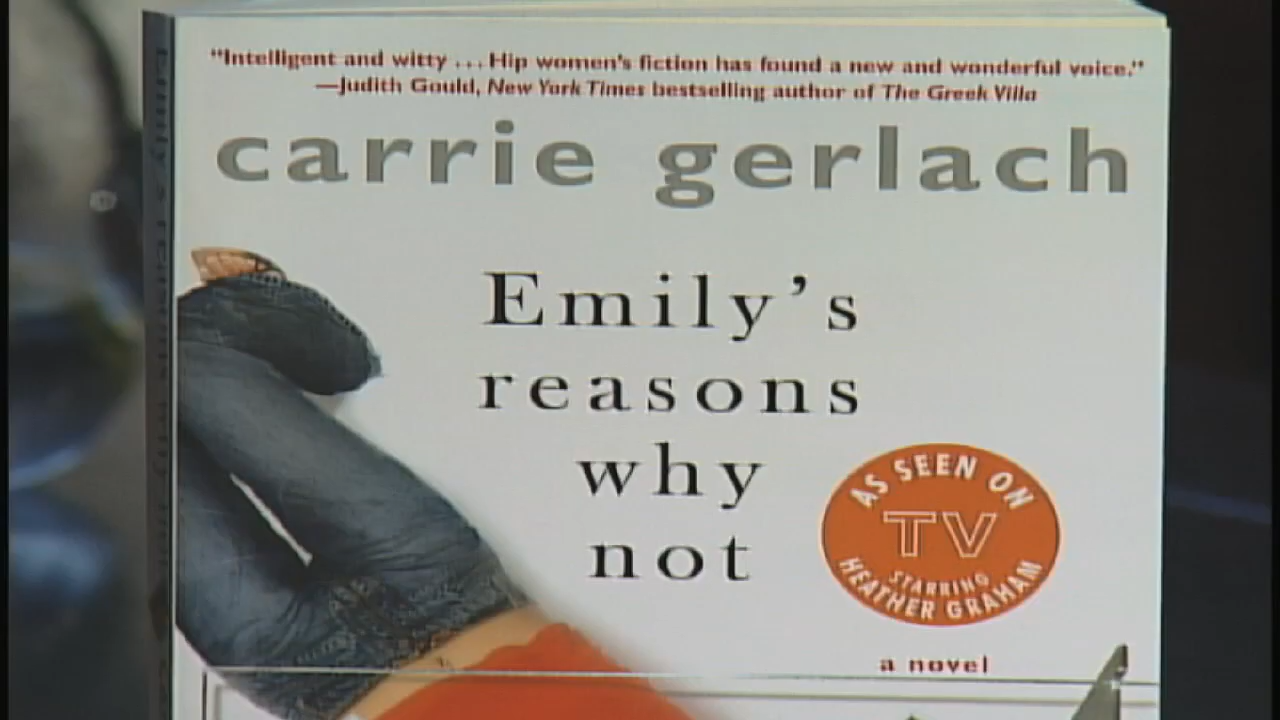 "Intelligent and witty ... Hip women's fiction has found a new and wonderful voice."
—Judith Gould, New York Times bestselling author of The Greek Villa
carrie gerlach
Emily's
reasons
why
not
AS SEEN ON
TV
STARRING
HEATHER GRAHAM
a novel